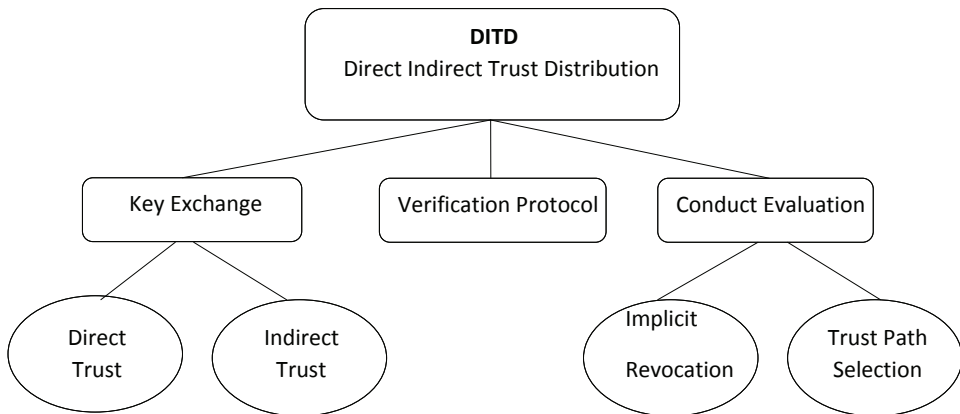 DITD
Direct Indirect Trust Distribution
Key Exchange
Verification Protocol
Conduct Evaluation
Direct
Trust
Indirect
Trust
Implicit
Revocation
Trust Path
Selection